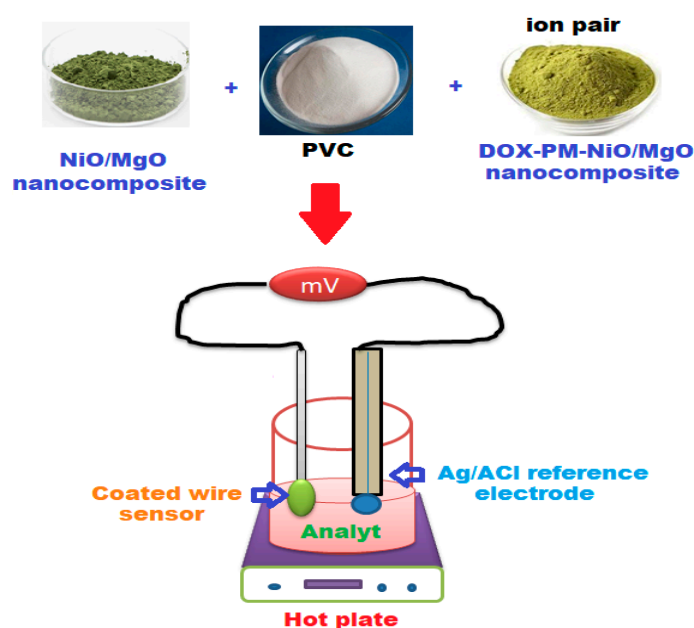 ion pair
+
+
NiO/MgO
nanocomposite
PVC
DOX-PM-NiO/MgO
nanocomposite
mV
Coated wire
sensor
Ag/ACl reference
electrode
Analyt
Hot plate